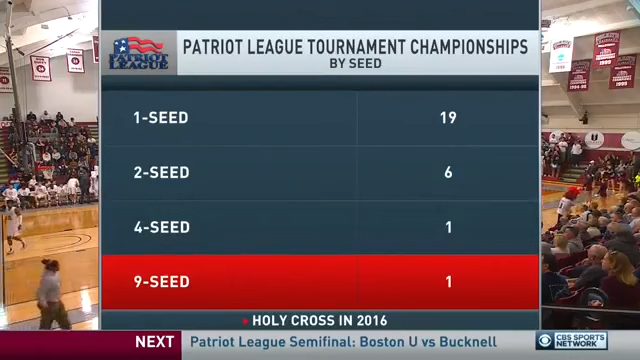 PATRIOT LEAGUE
PATRIOT LEAGUE TOURNAMENT CHAMPIONSHIPS
BY SEED
1-SEED 19
2-SEED 6
4-SEED 1
9-SEED 1
HOLY CROSS IN 2016
NEXT Patriot League Semifinal: Boston U vs Bucknell
CBS SPORTS
NETWORK